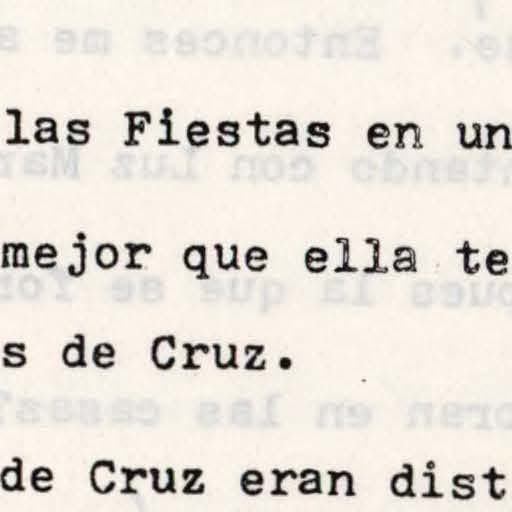 las Fiestas en un
mejor que ella te
s de Cruz.
de Cruz eran dist